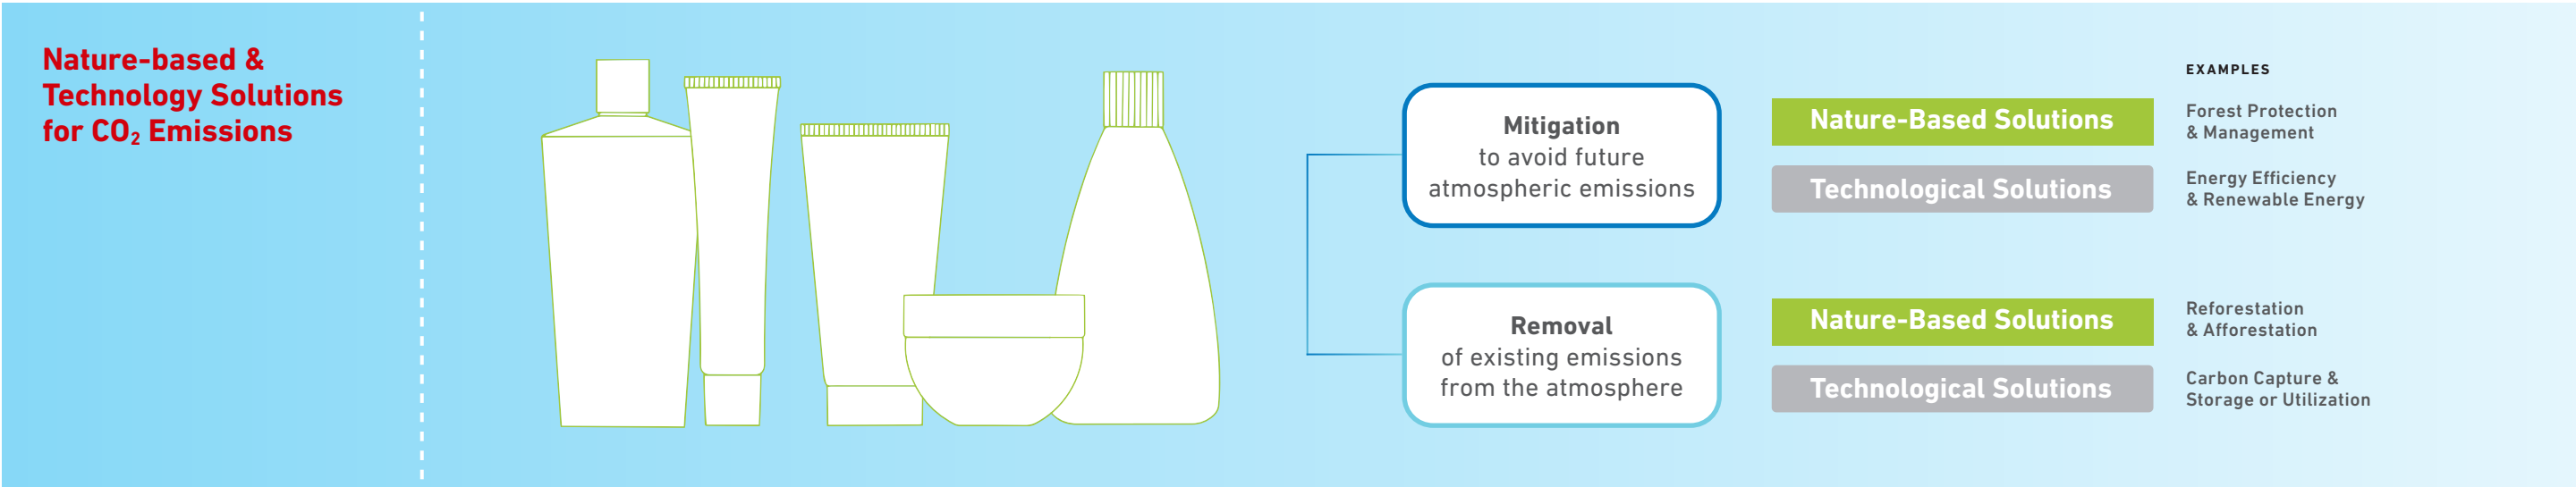 Nature-based &
Technology Solutions
for CO₂ Emissions
Mitigation
to avoid future
atmospheric emissions
Removal
of existing emissions
from the atmosphere
EXAMPLES
Nature-Based Solutions
Forest Protection
& Management
Technological Solutions
Energy Efficiency
& Renewable Energy
Nature-Based Solutions
Reforestation
& Afforestation
Technological Solutions
Carbon Capture &
Storage or Utilization